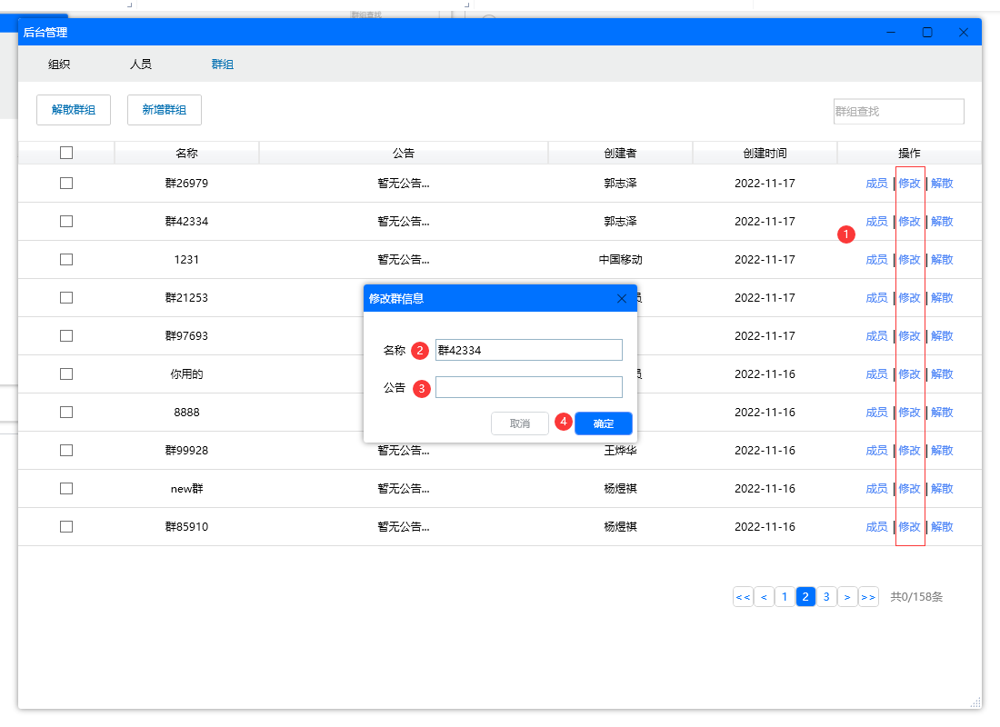 群组查找
后台管理
组织 人员 群组
解散群组 新增群组 群组查找
名称 公告 创建者 创建时间 操作
群26979 暂无公告... 郭志泽 2022-11-17 成员 | 修改 | 解散
群42334 暂无公告... 郭志泽 2022-11-17 成员 | 修改 | 解散
1
1231 暂无公告... 中国移动 2022-11-17 成员 | 修改 | 解散
群21253 员 2022-11-17 成员 | 修改 | 解散
群97693 2022-11-17 成员 | 修改 | 解散
你用的 员 2022-11-16 成员 | 修改 | 解散
8888 2022-11-16 成员 | 修改 | 解散
群99928 暂无公告... 王烨华 2022-11-16 成员 | 修改 | 解散
new群 暂无公告... 杨煜祺 2022-11-16 成员 | 修改 | 解散
群85910 暂无公告... 杨煜祺 2022-11-16 成员 | 修改 | 解散
修改群信息
名称 2 群42334
公告 3
取消 4 确定
<< < 1 2 3 > >> 共0/158条